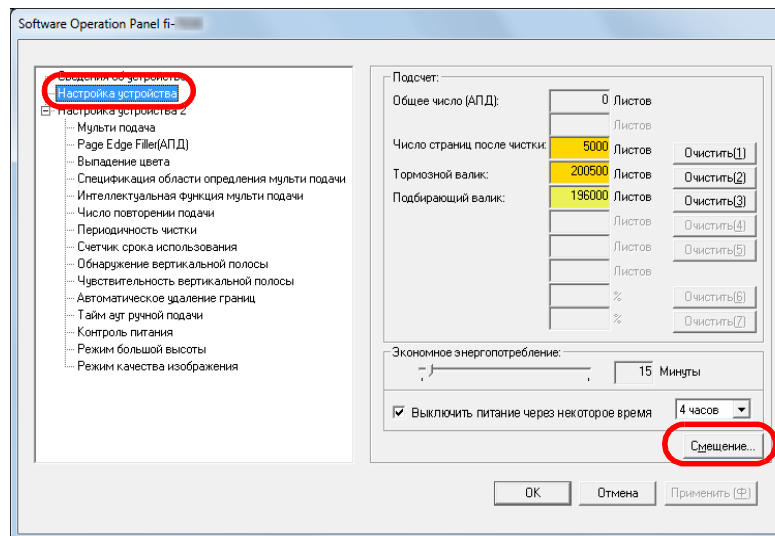 Software Operation Panel fi-
Сведения об устройстве
Настройка устройства
Настройка устройства 2
Мульти подача
Page Edge Filler(АПД)
Выпадение цвета
Спецификация области опредления мульти подачи
Интеллектуальная функция мульти подачи
Число повторении подачи
Периодичность чистки
Счетчик срока использования
Обнаружение вертикальной полосы
Чувствительность вертикальной полосы
Автоматическое удаление границ
Тайм аут ручной подачи
Контроль питания
Режим большой высоты
Режим качества изображения
Подсчет:
Общее число (АПД): 0 Листов
Листов
Число страниц после чистки: 5000 Листов Очистить(1)
Тормозной валик: 200500 Листов Очистить(2)
Подбирающий валик: 196000 Листов Очистить(3)
Листов Очистить(4)
Листов Очистить(5)
Листов
% Очистить(6)
% Очистить(7)
Экономное энергопотребление:
15 Минуты
Выключить питание через некоторое время 4 часов
Смещение...
OK Отмена Применить (Ф)